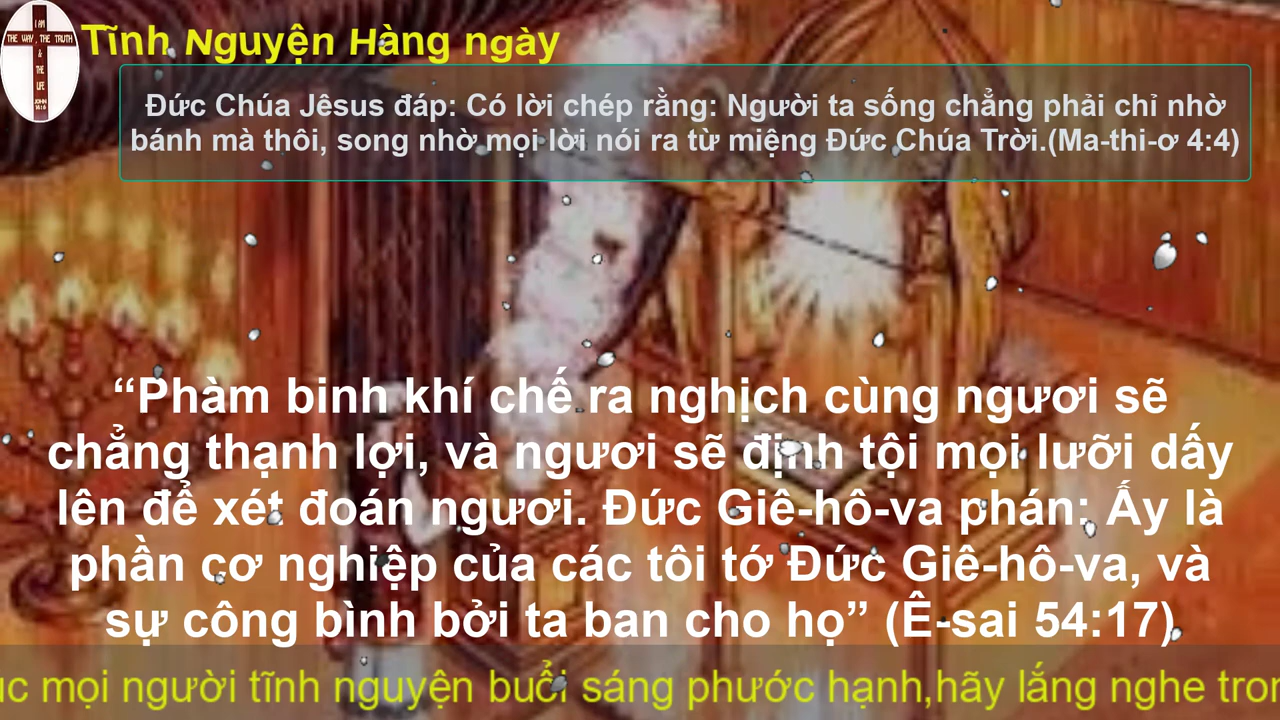 I AM
THE WAY, THE TRUTH
&
THE
LIFE
JOHN
14:6
Tĩnh Nguyện Hàng ngày
Đức Chúa Jêsus đáp: Có lời chép rằng: Người ta sống chẳng phải chỉ nhờ
bánh mà thôi, song nhờ mọi lời nói ra từ miệng Đức Chúa Trời.(Ma-thi-ơ 4:4)
“Phàm binh khí chế ra nghịch cùng ngươi sẽ
chẳng thạnh lợi, và ngươi sẽ định tội mọi lưỡi dấy
lên để xét đoán ngươi. Đức Giê-hô-va phán: Ấy là
phần cơ nghiệp của các tôi tớ Đức Giê-hô-va, và
sự công bình bởi ta ban cho họ” (Ê-sai 54:17)
úc mọi người tĩnh nguyện buổi sáng phước hạnh,hãy lắng nghe tron